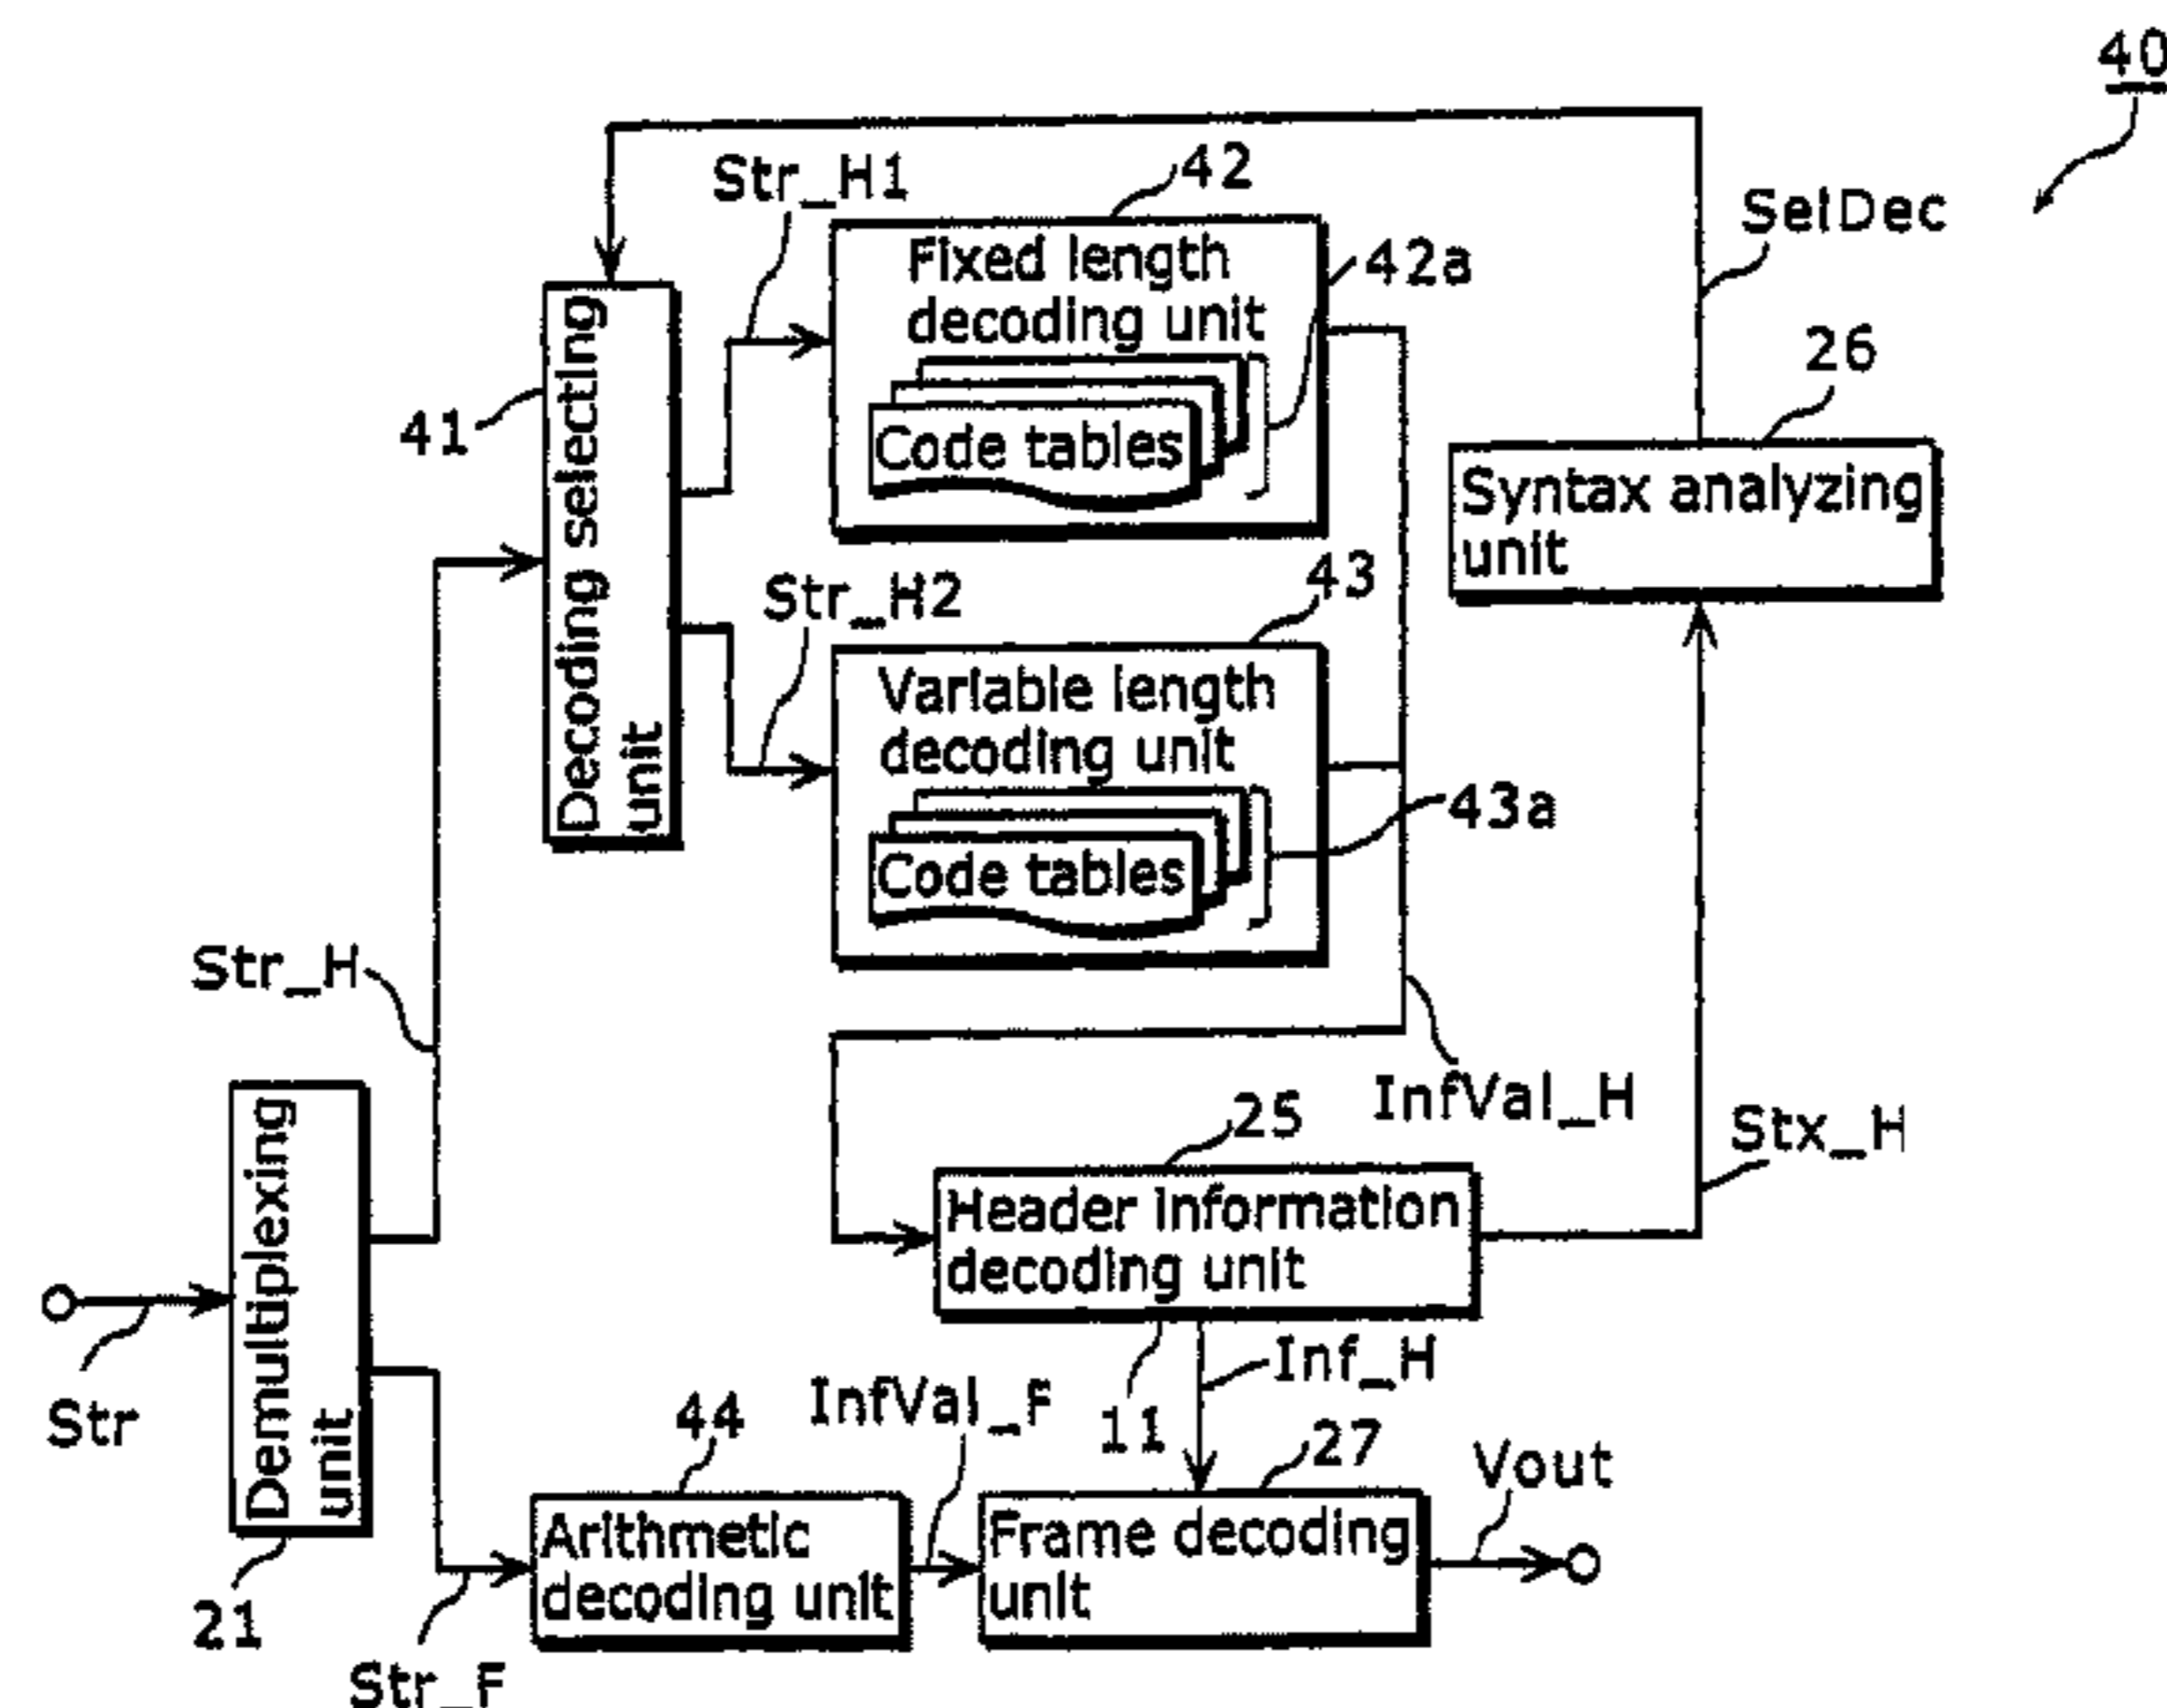 40
Str_H1
42
SelDec
Fixed length
decoding unit
42a
Code tables
26
41
Decoding selecting
unit
Syntax analyzing
unit
Str_H2
43
Variable length
decoding unit
43a
Code tables
Str_H
InfVal_H
25
Stx_H
Header information
decoding unit
Demultiplexing
unit
Inf_H
Str
44
InfVal_F
11
27
Vout
Arithmetic
decoding unit
Frame decoding
unit
21
Str_F